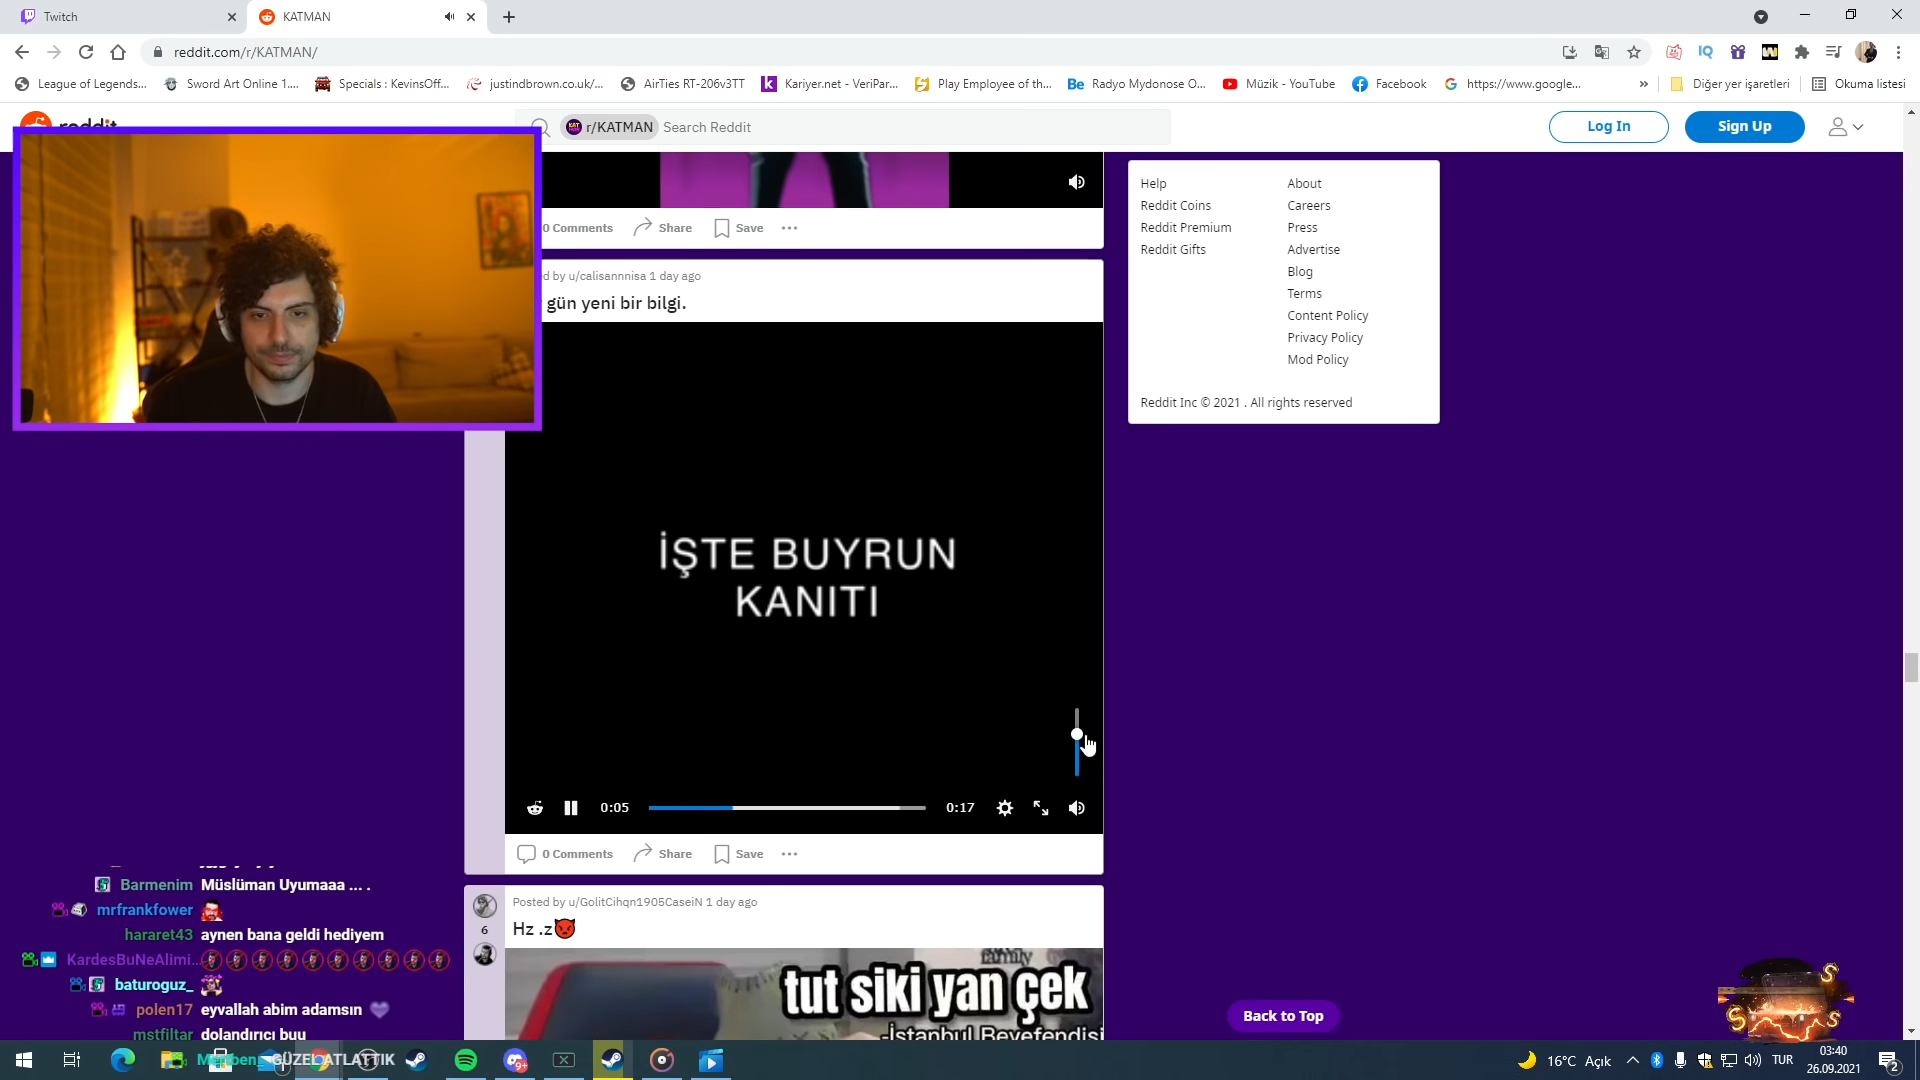 Twitch
KATMAN
reddit.com/r/KATMAN/
League of Legends...
Sword Art Online 1....
Specials : KevinsOff...
justindbrown.co.uk/...
AirTies RT-206v3TT
Kariyer.net - VeriPar...
Play Employee of th...
Radyo Mydonose O...
Müzik - YouTube
Facebook
https://www.google...
»
Diğer yer işaretleri
Okuma listesi
r/KATMAN
Search Reddit
Log In
Sign Up
0 Comments
Share
Save
Help
About
Reddit Coins
Careers
Reddit Premium
Press
Reddit Gifts
Advertise
Blog
Terms
Content Policy
Privacy Policy
Mod Policy
Reddit Inc © 2021 . All rights reserved
by u/calisannnisa 1 day ago
gün yeni bir bilgi.
İŞTE BUYRUN
KANITI
0:05
0:17
0 Comments
Share
Save
Posted by u/GolitCihqn1905CaseiN 1 day ago
6
Hz .z
family
tut siki yan çek
-İstanbul Beyefendisi
Barmenim Müslüman Uyumaaa ... .
mrfrankfower
hararet43 aynen bana geldi hediyem
KardesBuNeAlimi...
baturoguz_
polen17 eyvallah abim adamsın
mstfiltar dolandırıcı buu
GÜZEL ATLATTIK
Back to Top
16°C Açık
TUR
03:40
26.09.2021
2